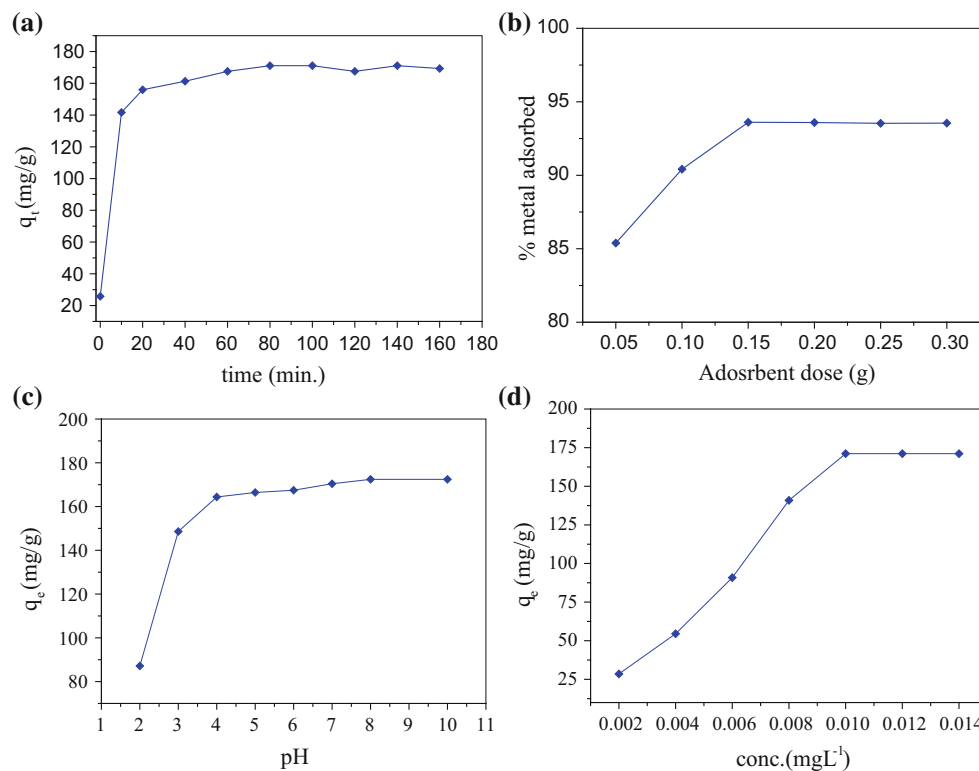 (a)
180
160
140
120
100
80
60
40
20
qt (mg/g)
0 20 40 60 80 100 120 140 160 180
time (min.)
(b)
100
95
90
85
80
% metal adsorbed
0.05 0.10 0.15 0.20 0.25 0.30
Adosrbent dose (g)
(c)
200
180
160
140
120
100
80
qe (mg/g)
1 2 3 4 5 6 7 8 9 10 11
pH
(d)
200
175
150
125
100
75
50
25
qe (mg/g)
0.002 0.004 0.006 0.008 0.010 0.012 0.014
conc.(mgL-1)